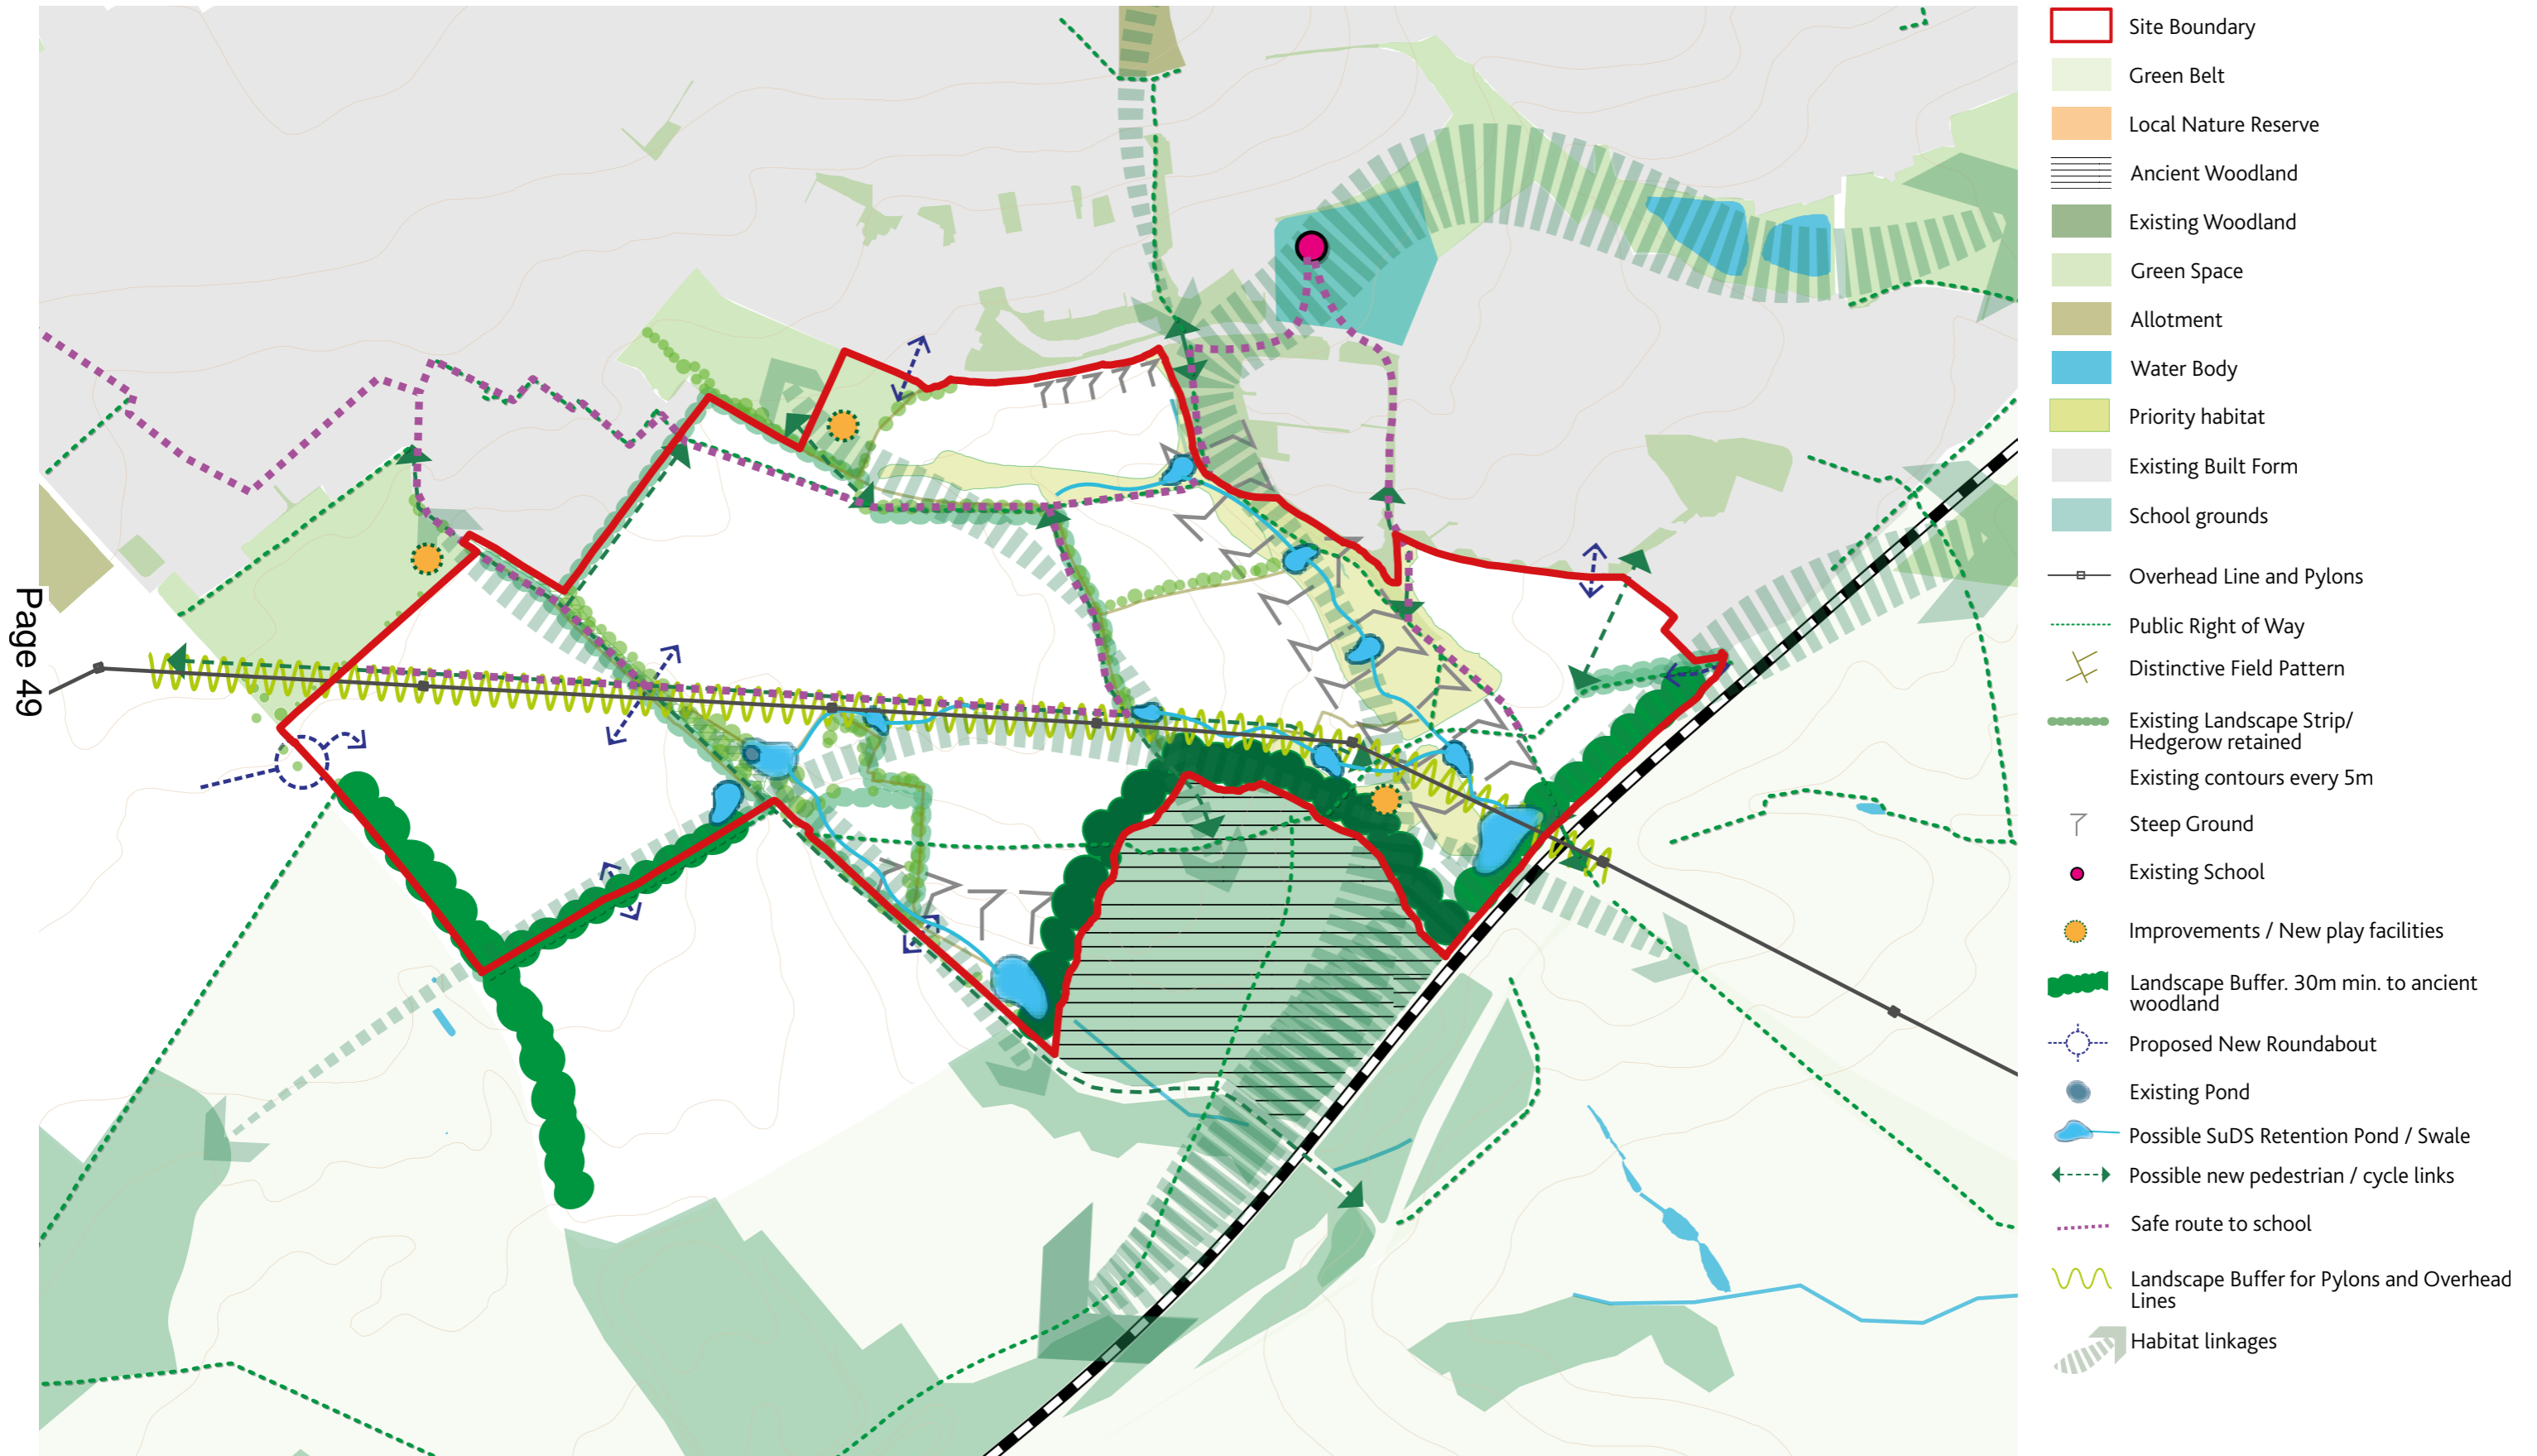 Site Boundary
Green Belt
Local Nature Reserve
Ancient Woodland
Existing Woodland
Green Space
Allotment
Water Body
Priority habitat
Existing Built Form
School grounds
Overhead Line and Pylons
Public Right of Way
Distinctive Field Pattern
Existing Landscape Strip/
Hedgerow retained
Existing contours every 5m
Steep Ground
Existing School
Improvements / New play facilities
Landscape Buffer. 30m min. to ancient
woodland
Proposed New Roundabout
Existing Pond
Possible SuDS Retention Pond / Swale
Possible new pedestrian / cycle links
Safe route to school
Landscape Buffer for Pylons and Overhead
Lines
Habitat linkages
Page 49